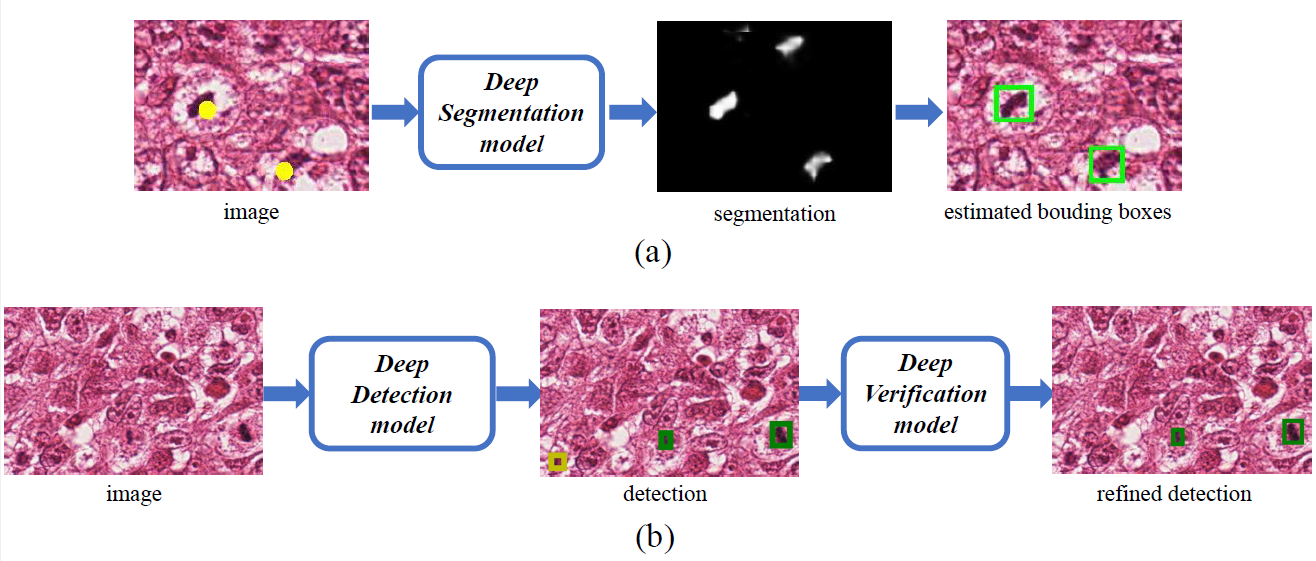 Deep
Segmentation
model
image
segmentation
estimated bouding boxes
(a)
Deep
Detection
model
Deep
Verification
model
image
detection
refined detection
(b)